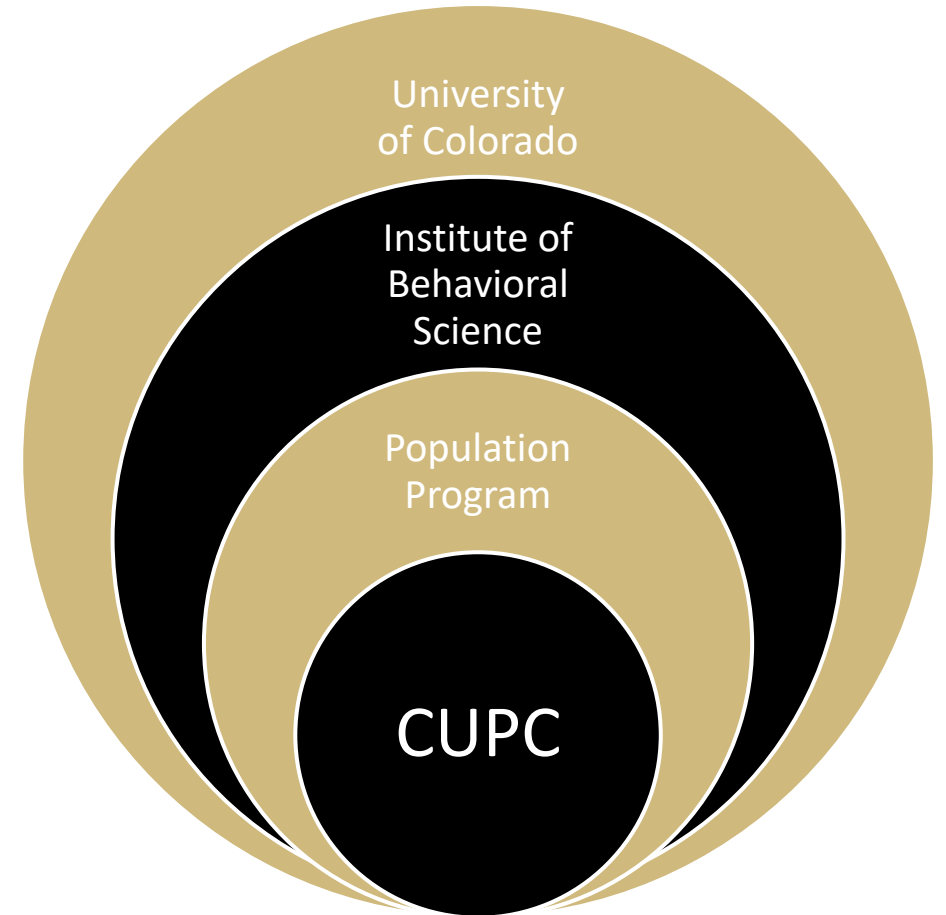 University
of Colorado
Institute of
Behavioral
Science
Population
Program
CUPC